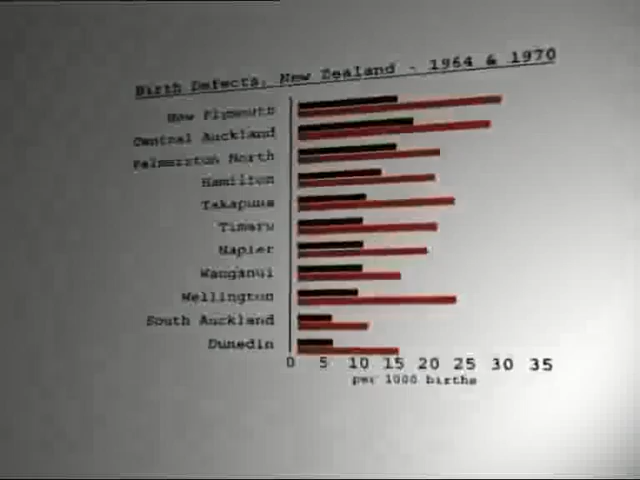 Birth Defects, New Zealand - 1964 & 1970
New Plymouth
Central Auckland
Palmerston North
Hamilton
Takapuna
Timaru
Napier
Wanganui
Wellington
South Auckland
Dunedin
0 5 10 15 20 25 30 35
per 1000 births